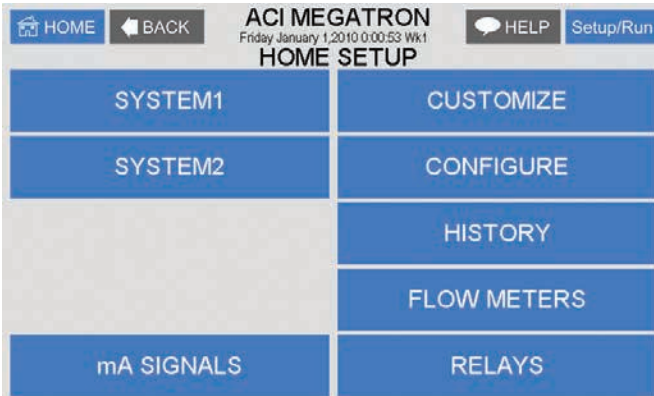 HOME
BACK
ACI MEGATRON
Friday January 1,2010 0:00:53 Wk1
HOME SETUP
HELP
Setup/Run
SYSTEM1
CUSTOMIZE
SYSTEM2
CONFIGURE
HISTORY
FLOW METERS
mA SIGNALS
RELAYS